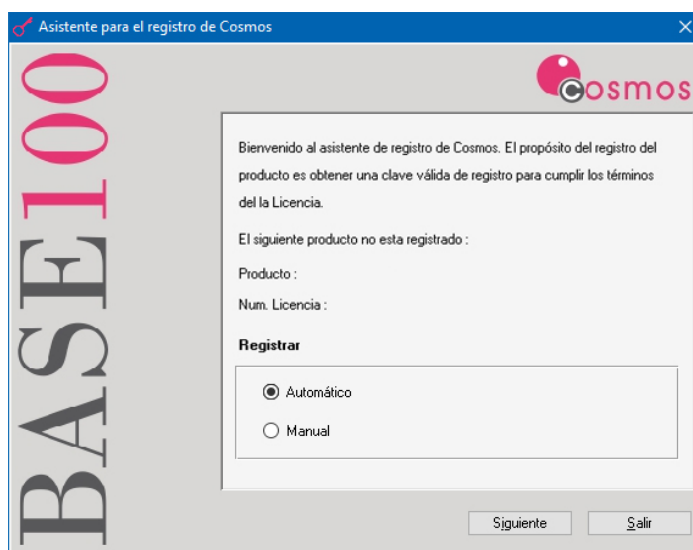 Asistente para el registro de Cosmos
BASE100
cosmos
Bienvenido al asistente de registro de Cosmos. El propósito del registro del
producto es obtener una clave válida de registro para cumplir los términos
del la Licencia.
El siguiente producto no esta registrado :
Producto :
Num. Licencia :
Registrar
Automático
Manual
Siguiente
Salir